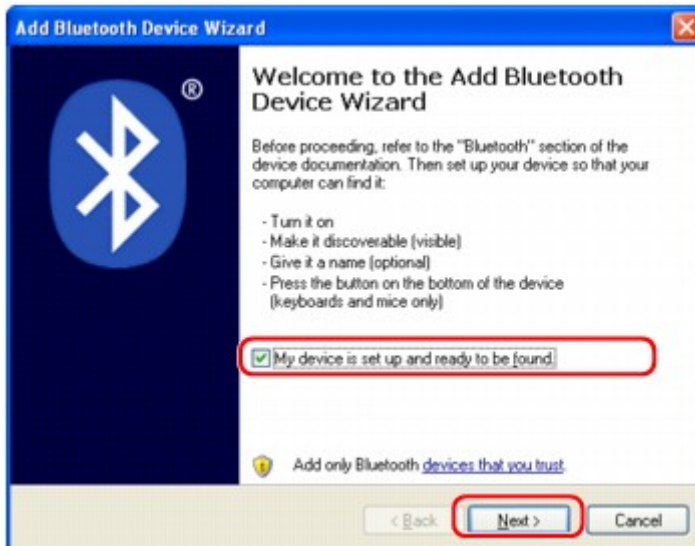 Add Bluetooth Device Wizard
®
Welcome to the Add Bluetooth
Device Wizard
Before proceeding, refer to the "Bluetooth" section of the
device documentation. Then set up your device so that your
computer can find it:
- Turn it on
- Make it discoverable (visible)
- Give it a name (optional)
- Press the button on the bottom of the device
(keyboards and mice only)
My device is set up and ready to be found.
Add only Bluetooth devices that you trust.
< Back
Next >
Cancel